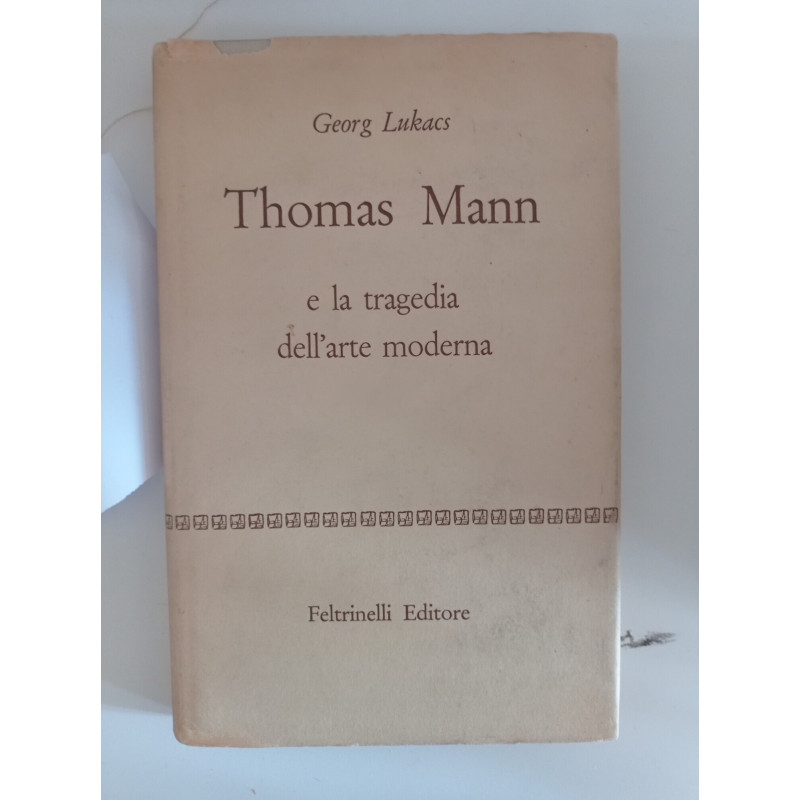 Georg Lukacs
Thomas Mann
e la tragedia
dell'arte moderna
Feltrinelli Editore